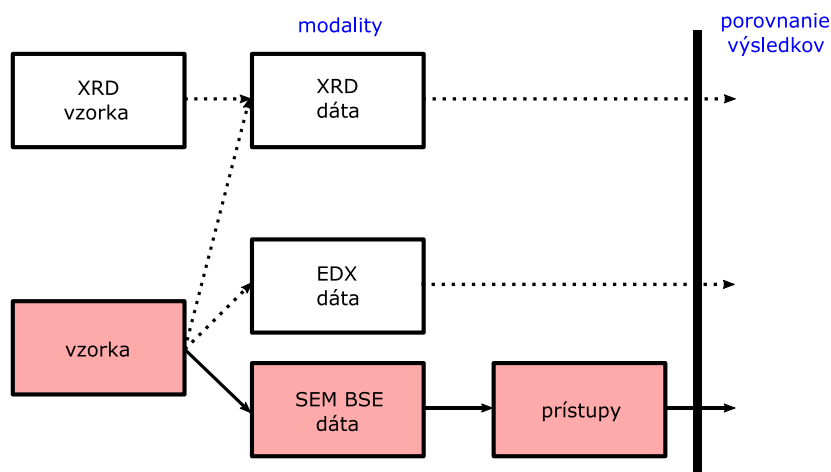 modality
porovnanie
výsledkov
XRD
vzorka
XRD
dáta
EDX
dáta
vzorka
SEM BSE
dáta
prístupy